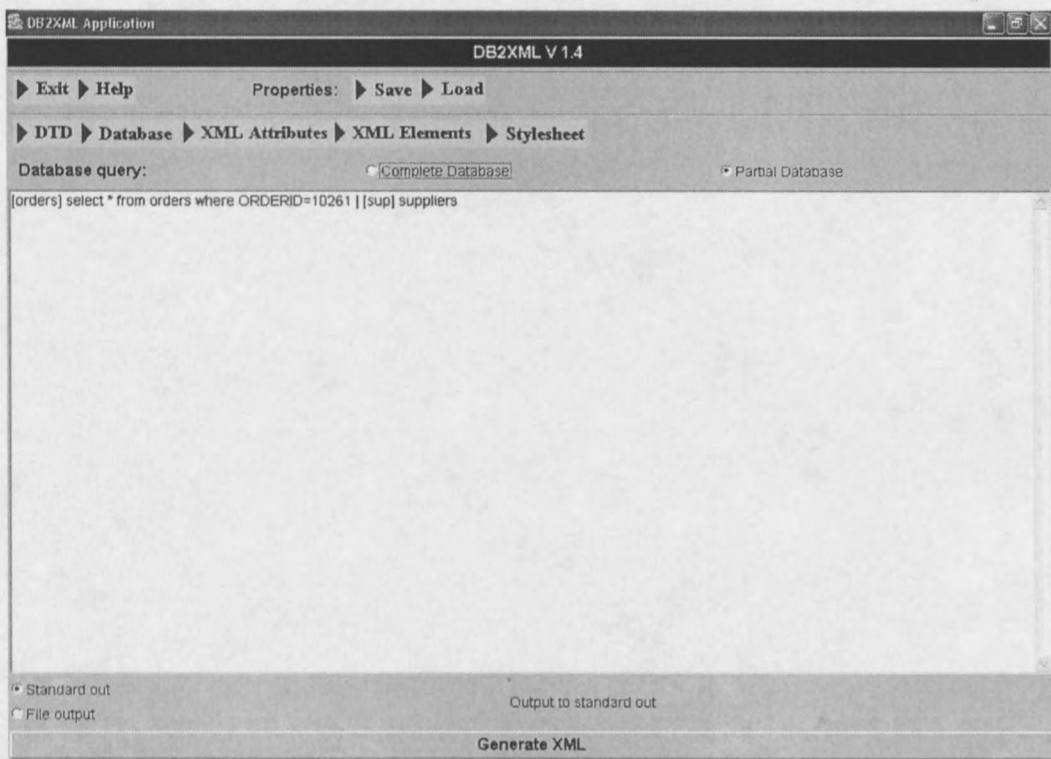 DB2XML Application
DB2XML V 1.4
Exit Help Properties: Save Load
DTD Database XML Attributes XML Elements Stylesheet
Database query: Complete Database Partial Database
[orders] select * from orders where ORDERID=10261 | [sup] suppliers
Standard out
Output to standard out
File output
Generate XML